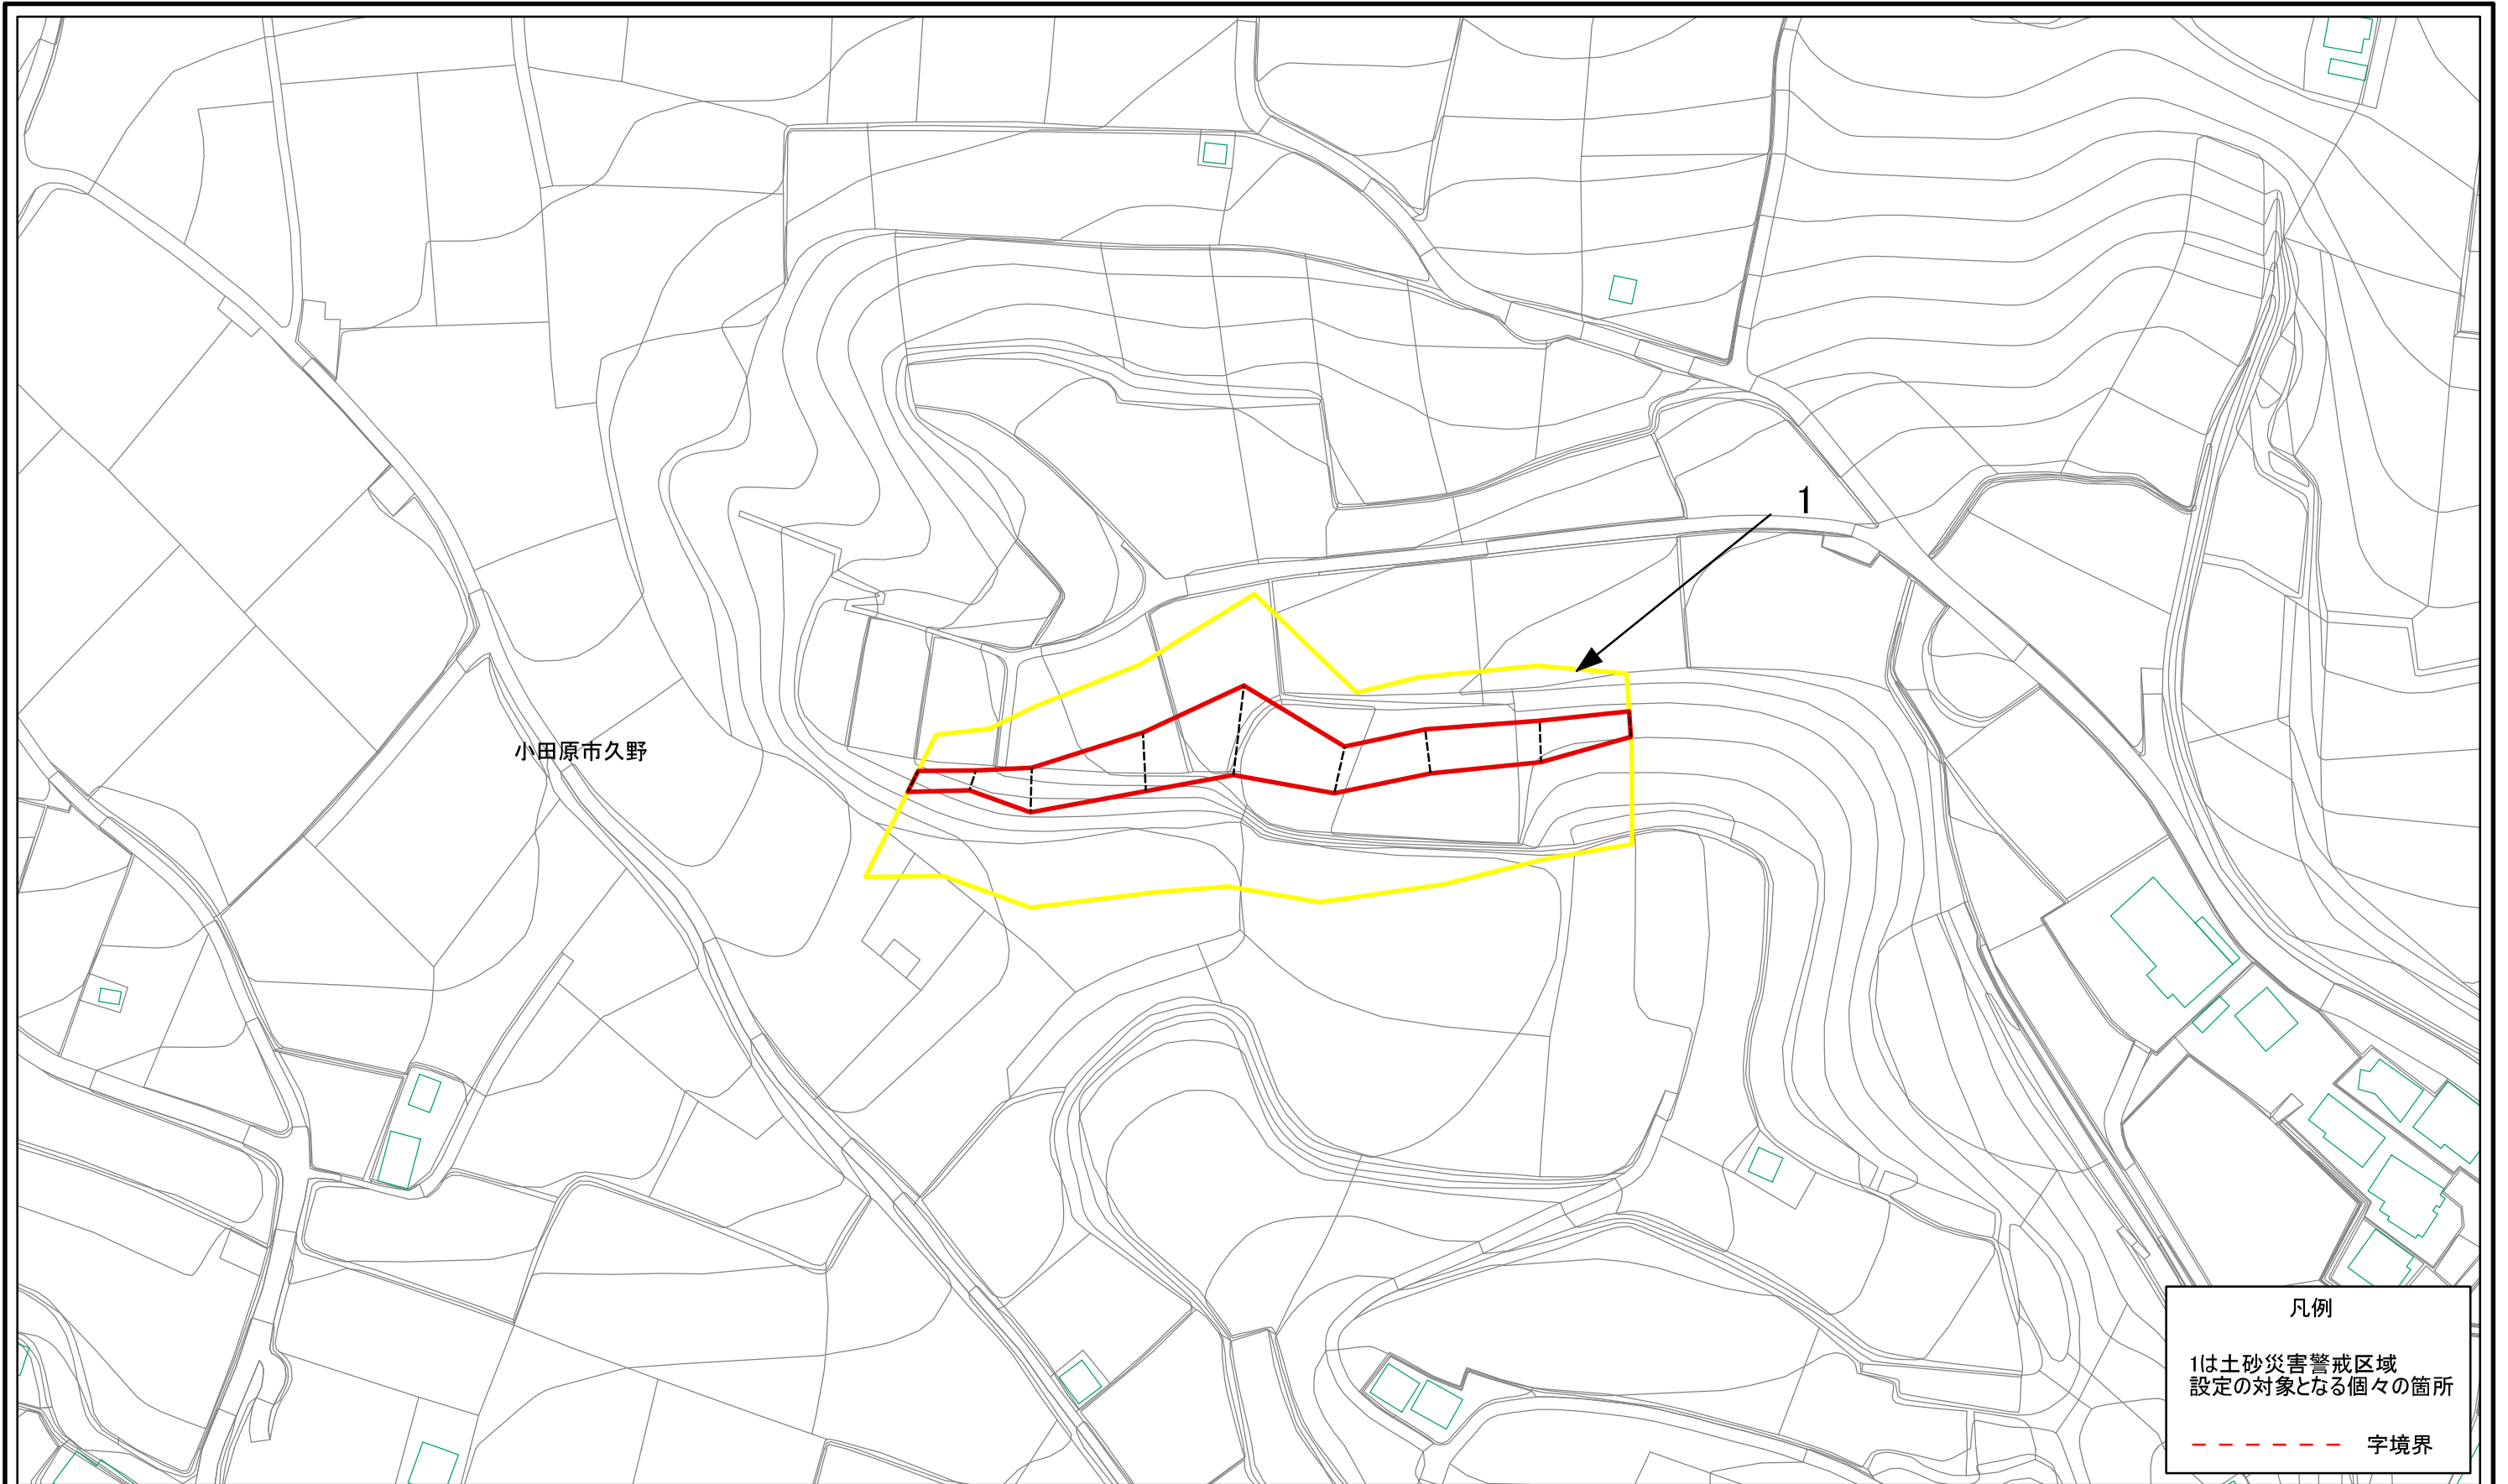 1
小田原市久野
凡例
1は土砂災害警戒区域
設定の対象となる個々の箇所
字境界